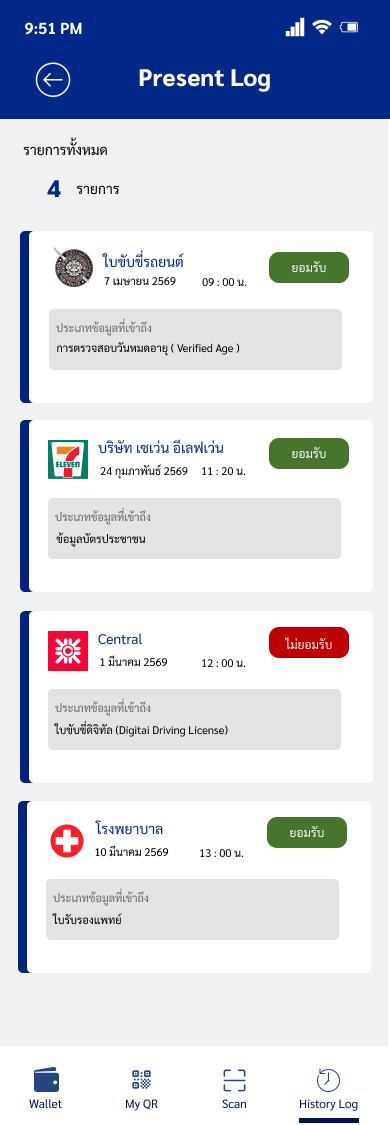 9:51 PM
Present Log
รายการทั้งหมด
4 รายการ
ใบขับขี่รถยนต์
7 เมษายน 2569 09 : 00 น.
ยอมรับ
ประเภทข้อมูลที่เข้าถึง
การตรวจสอบวันหมดอายุ ( Verified Age )
7 ELEVEN
บริษัท เซเว่น อีเลฟเว่น
24 กุมภาพันธ์ 2569 11 : 20 น.
ยอมรับ
ประเภทข้อมูลที่เข้าถึง
ข้อมูลบัตรประชาชน
Central
1 มีนาคม 2569 12 : 00 น.
ไม่ยอมรับ
ประเภทข้อมูลที่เข้าถึง
ใบขับขี่ดิจิทัล (Digitai Driving License)
โรงพยาบาล
10 มีนาคม 2569 13 : 00 น.
ยอมรับ
ประเภทข้อมูลที่เข้าถึง
ใบรับรองแพทย์
Wallet
My QR
Scan
History Log